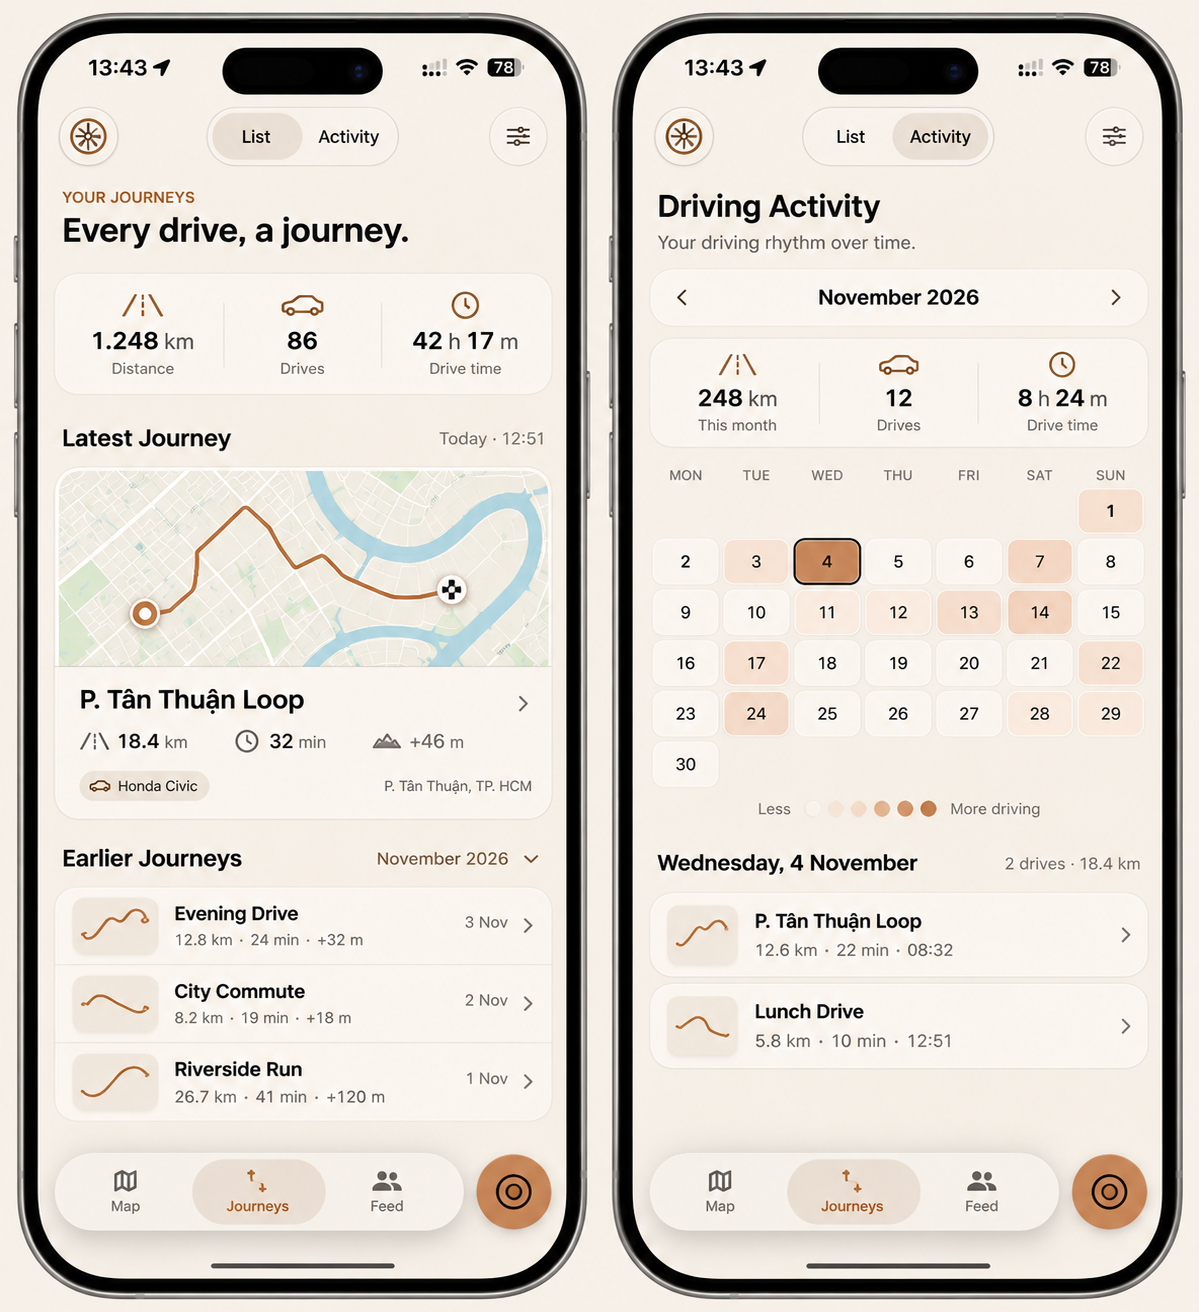 13:43
78
List
Activity
YOUR JOURNEYS
Every drive, a journey.
1.248 km
86
42 h 17 m
Distance
Drives
Drive time
Latest Journey
Today · 12:51
P. Tân Thuận Loop
18.4 km
32 min
+46 m
Honda Civic
P. Tân Thuận, TP. HCM
Earlier Journeys
November 2026
Evening Drive
12.8 km · 24 min · +32 m
3 Nov
City Commute
8.2 km · 19 min · +18 m
2 Nov
Riverside Run
26.7 km · 41 min · +120 m
1 Nov
Map
Journeys
Feed
13:43
78
List
Activity
Driving Activity
Your driving rhythm over time.
November 2026
248 km
12
8 h 24 m
This month
Drives
Drive time
MON TUE WED THU FRI SAT SUN
1
2 3 4 5 6 7 8
9 10 11 12 13 14 15
16 17 18 19 20 21 22
23 24 25 26 27 28 29
30
Less
More driving
Wednesday, 4 November
2 drives · 18.4 km
P. Tân Thuận Loop
12.6 km · 22 min · 08:32
Lunch Drive
5.8 km · 10 min · 12:51
Map
Journeys
Feed